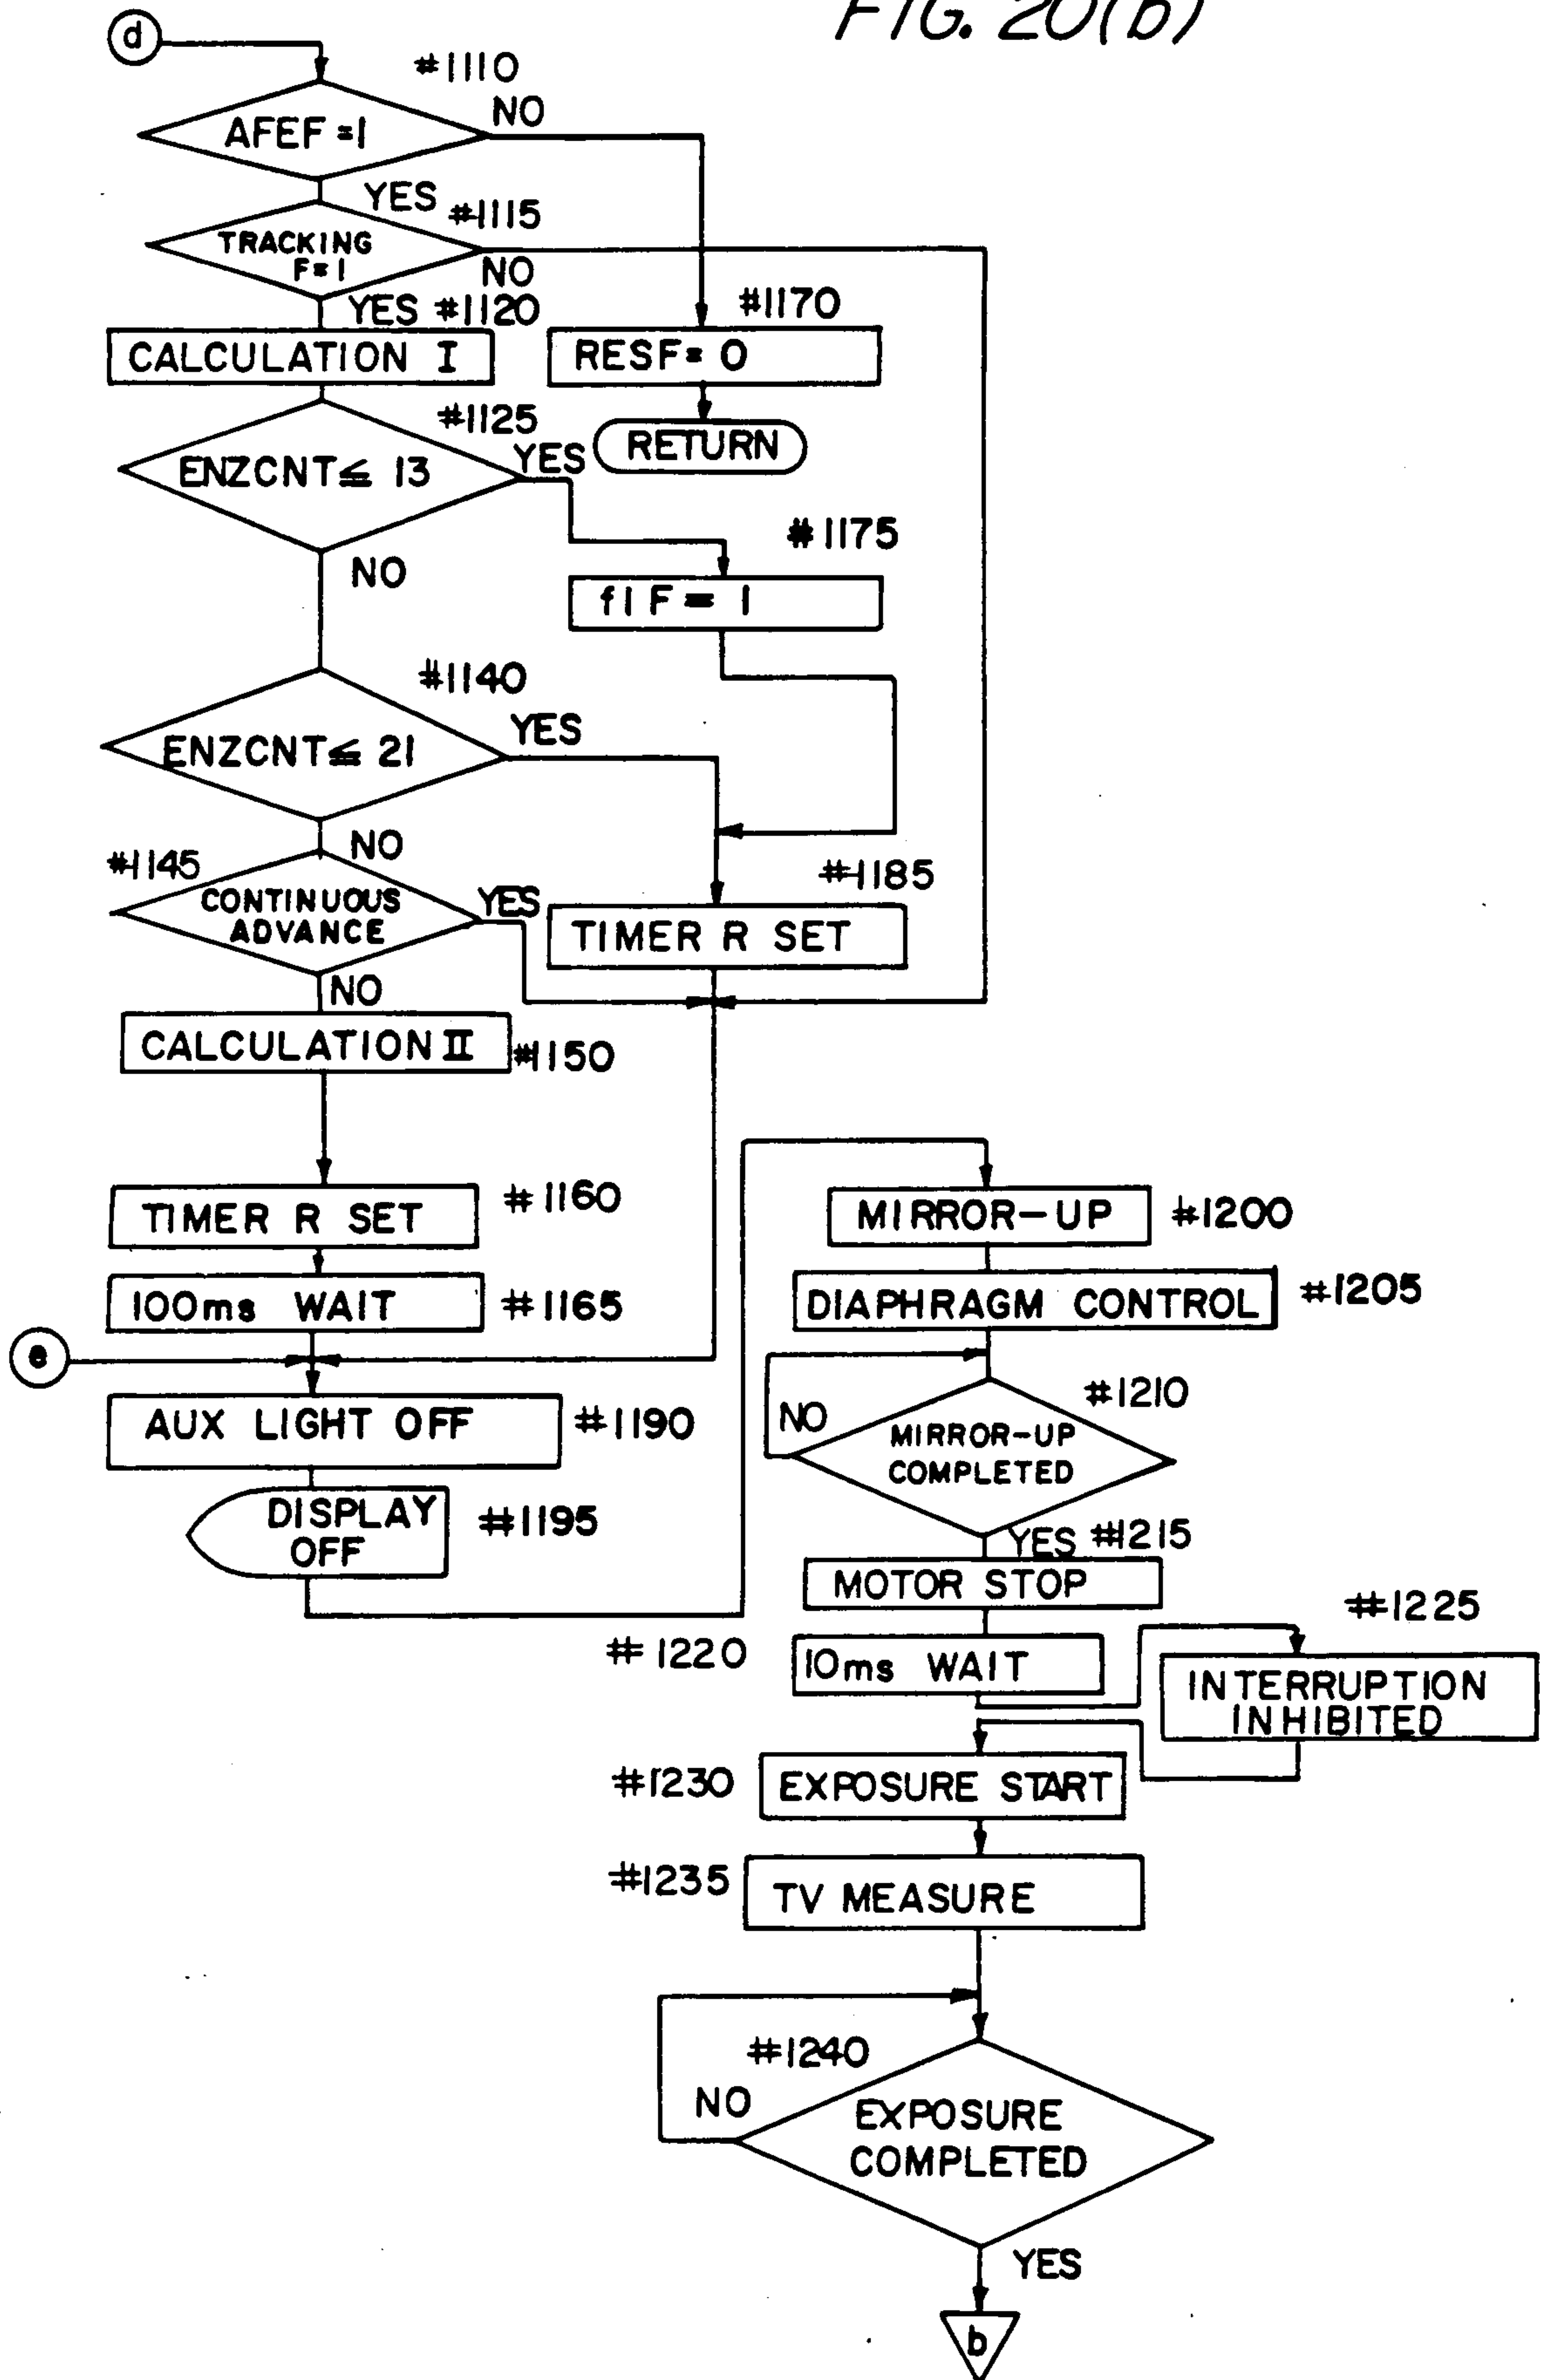 FIG. 20(b)
d
#1110
AFEF = 1
NO
YES
#1115
TRACKING
F = 1
NO
YES #1120
CALCULATION I
#1170
RESF = 0
RETURN
#1125
ENZCNT ≦ 13
YES
NO
#1175
f1F = 1
#1140
ENZCNT ≦ 21
YES
NO
#1145
CONTINUOUS
ADVANCE
YES
NO
#1185
TIMER R SET
CALCULATION II
#1150
TIMER R SET
#1160
100ms WAIT
#1165
e
AUX LIGHT OFF
#1190
DISPLAY
OFF
#1195
MIRROR-UP
#1200
DIAPHRAGM CONTROL
#1205
#1210
NO
MIRROR-UP
COMPLETED
YES #1215
MOTOR STOP
#1220
10ms WAIT
#1225
INTERRUPTION
INHIBITED
#1230
EXPOSURE START
#1235
TV MEASURE
#1240
NO
EXPOSURE
COMPLETED
YES
b